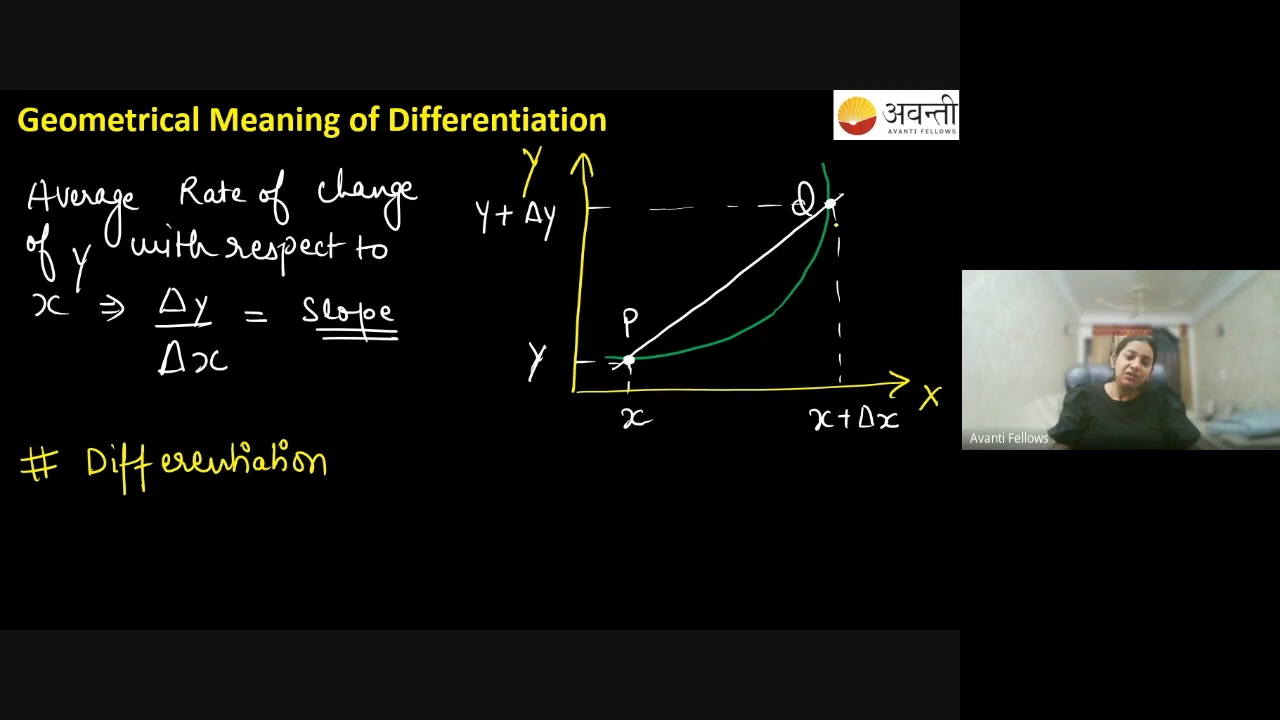 Geometrical Meaning of Differentiation
अवन्ती
AVANTI FELLOWS
Average Rate of change
of y with respect to
x ⇒ Δy/Δx = Slope
# Differentiation
Y
y + Δy
Q
P
y
x
x + Δx
X
Avanti Fellows